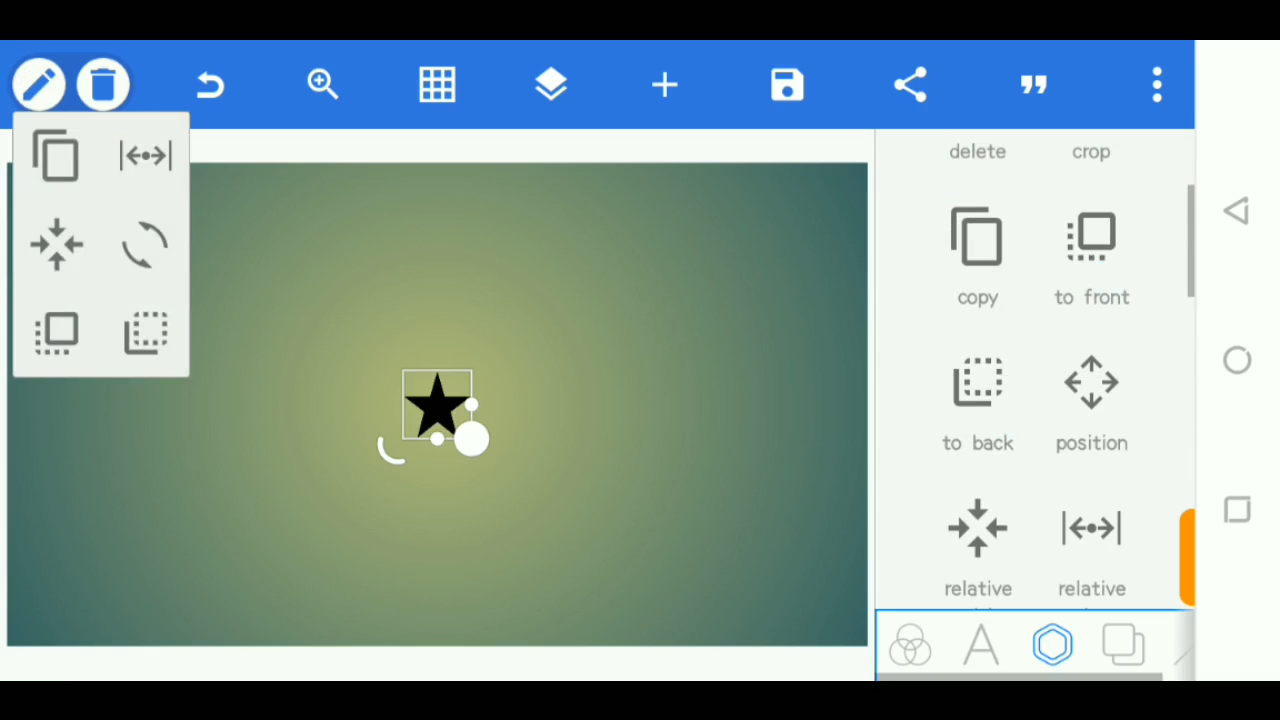 delete crop
copy to front
to back position
relative relative